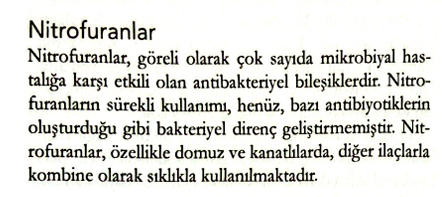 Nitrofuranlar
Nitrofuranlar, göreli olarak çok sayıda mikrobiyal has-
talığa karşı etkili olan antibakteriyel bileşiklerdir. Nitro-
furanların sürekli kullanımı, henüz, bazı antibiyotiklerin
oluşturduğu gibi bakteriyel direnç geliştirmemiştir. Nit-
rofuranlar, özellikle domuz ve kanatlılarda, diğer ilaçlarla
kombine olarak sıklıkla kullanılmaktadır.